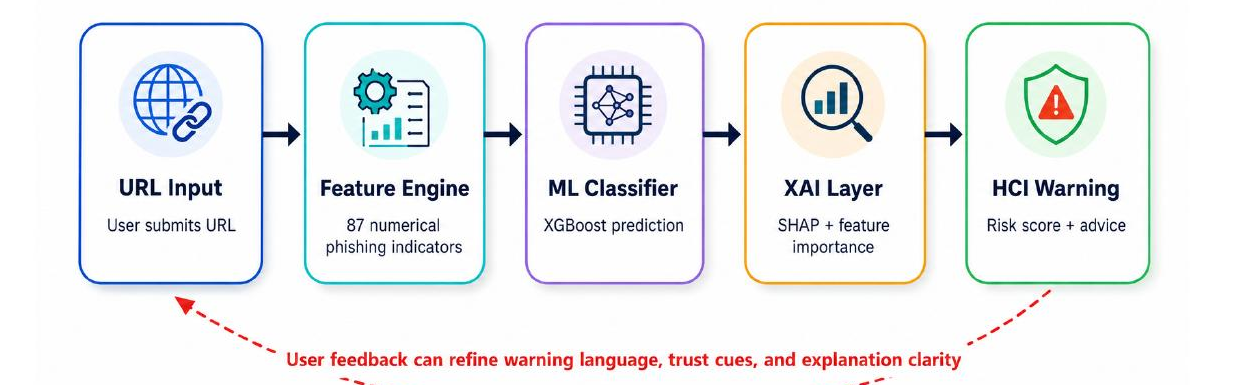 URL Input
User submits URL
Feature Engine
87 numerical
phishing indicators
ML Classifier
XGBoost prediction
XAI Layer
SHAP + feature
importance
HCI Warning
Risk score + advice
User feedback can refine warning language, trust cues, and explanation clarity